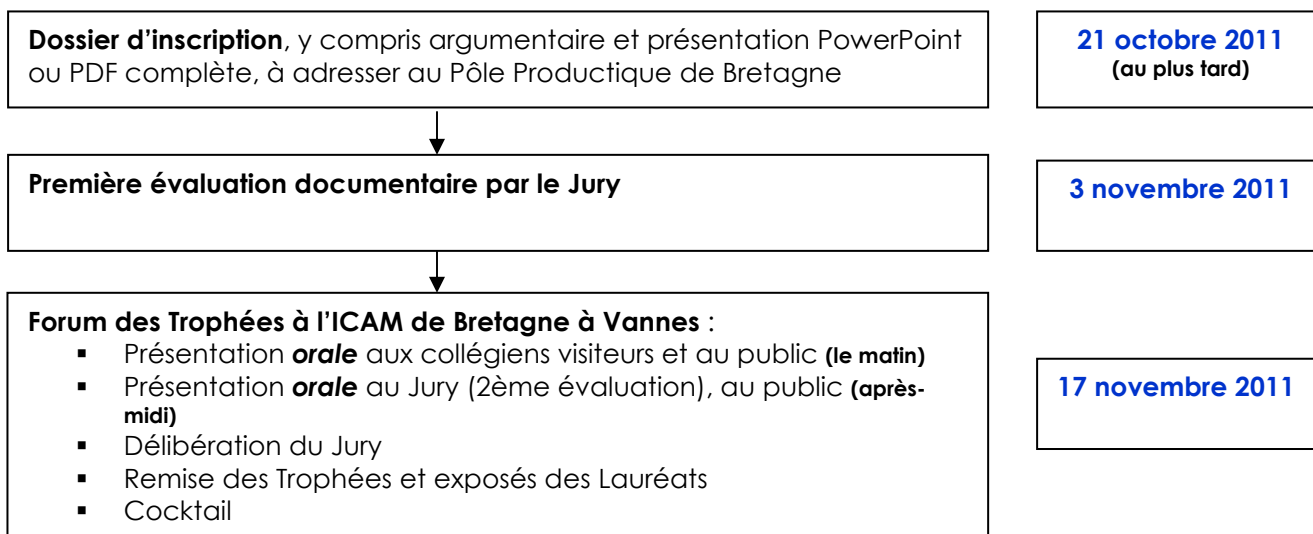 Dossier d’inscription, y compris argumentaire et présentation PowerPoint
ou PDF complète, à adresser au Pôle Productique de Bretagne
21 octobre 2011
(au plus tard)
Première évaluation documentaire par le Jury
3 novembre 2011
Forum des Trophées à l’ICAM de Bretagne à Vannes :
▪ Présentation orale aux collégiens visiteurs et au public (le matin)
▪ Présentation orale au Jury (2ème évaluation), au public (après-
midi)
▪ Délibération du Jury
▪ Remise des Trophées et exposés des Lauréats
▪ Cocktail
17 novembre 2011